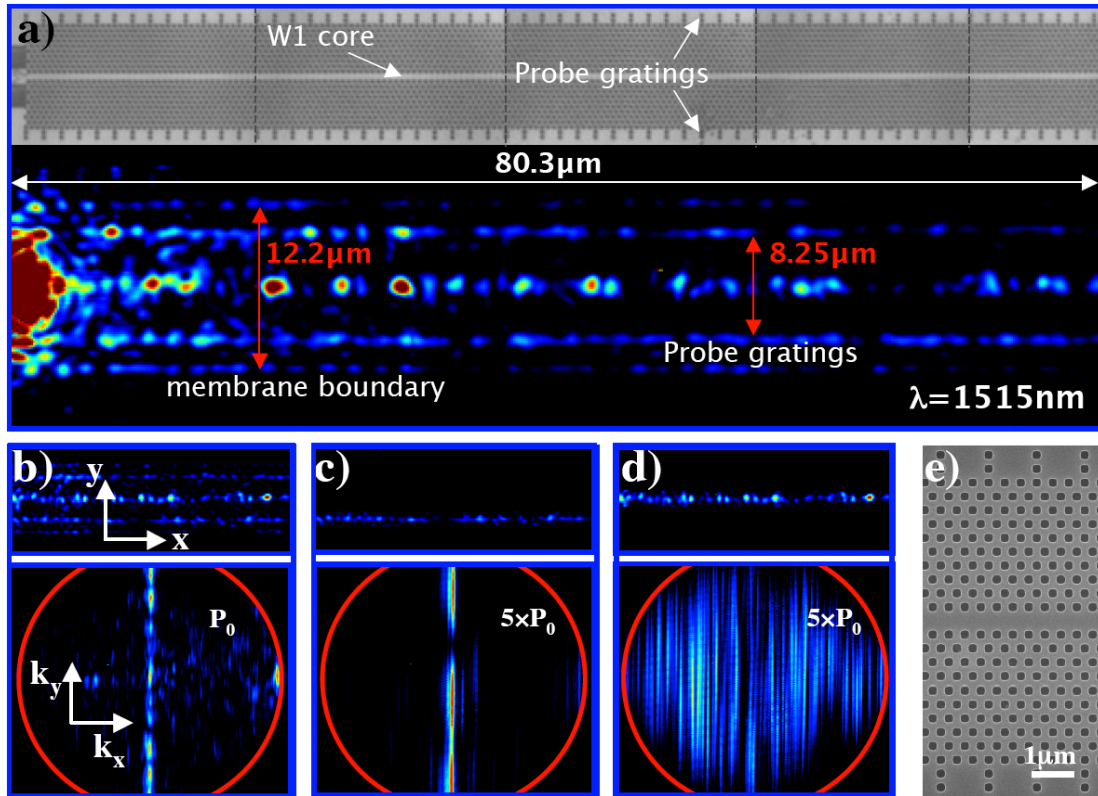 a)
W1 core
Probe gratings
80.3μm
12.2μm
8.25μm
Probe gratings
membrane boundary
λ=1515nm
b)
y
x
c)
d)
e)
P0
5×P0
5×P0
ky
kx
1μm